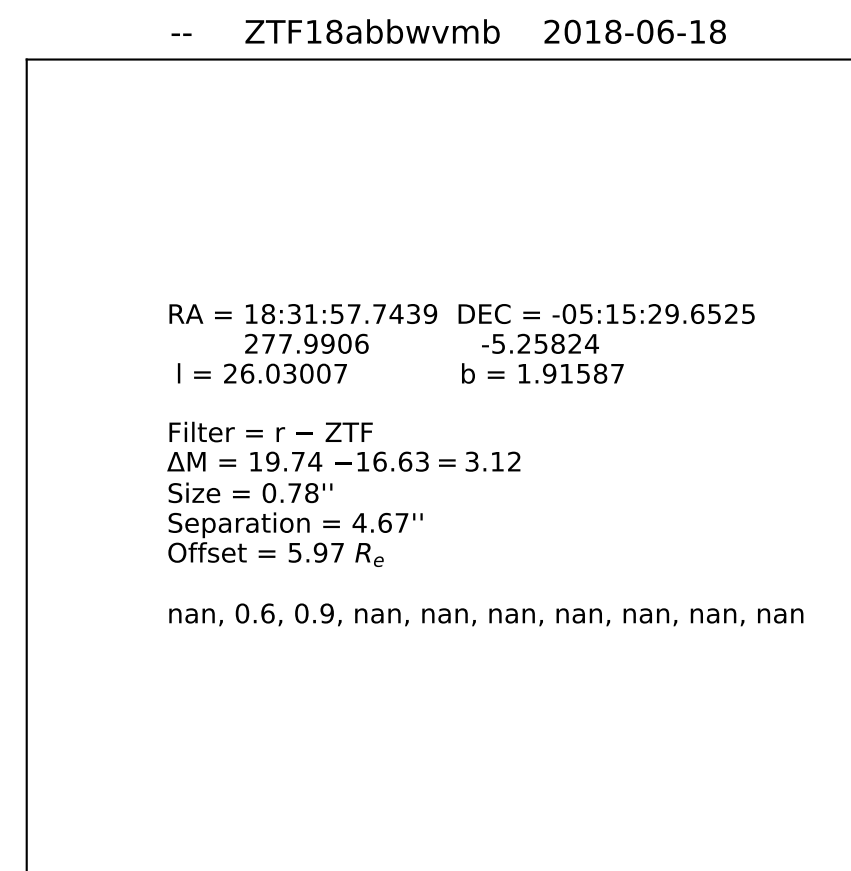 -- ZTF18abbwvmb 2018-06-18
RA = 18:31:57.7439 DEC = -05:15:29.6525
277.9906 -5.25824
l = 26.03007 b = 1.91587
Filter = r − ZTF
ΔM = 19.74 −16.63 = 3.12
Size = 0.78''
Separation = 4.67''
Offset = 5.97 Re
nan, 0.6, 0.9, nan, nan, nan, nan, nan, nan, nan